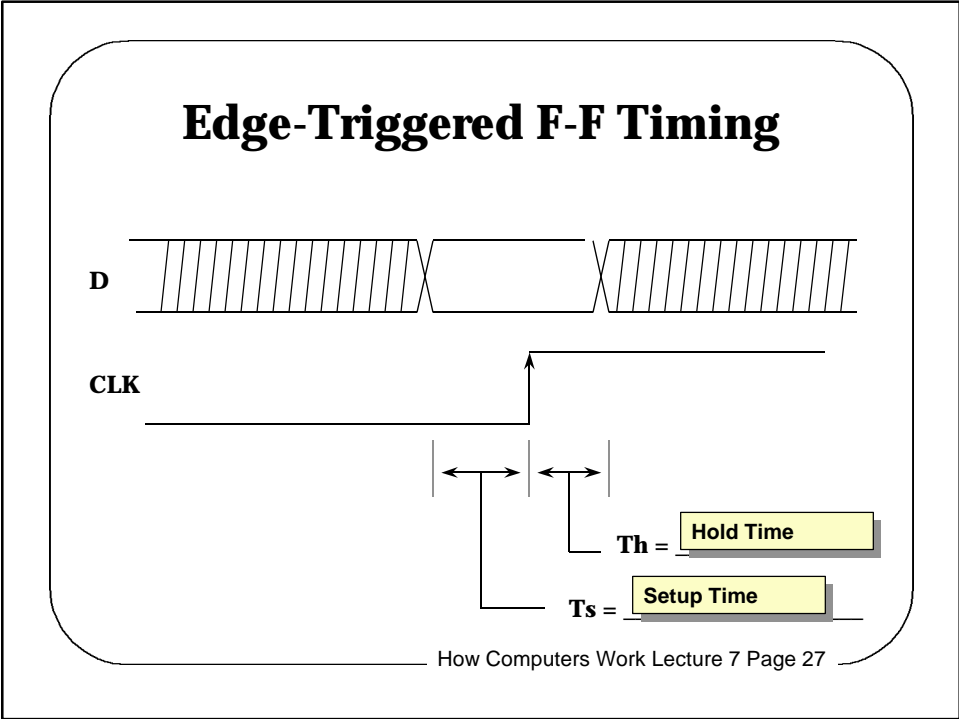 Edge-Triggered F-F Timing
D
CLK
Th = _ Hold Time
Ts = _ Setup Time _
How Computers Work Lecture 7 Page 27